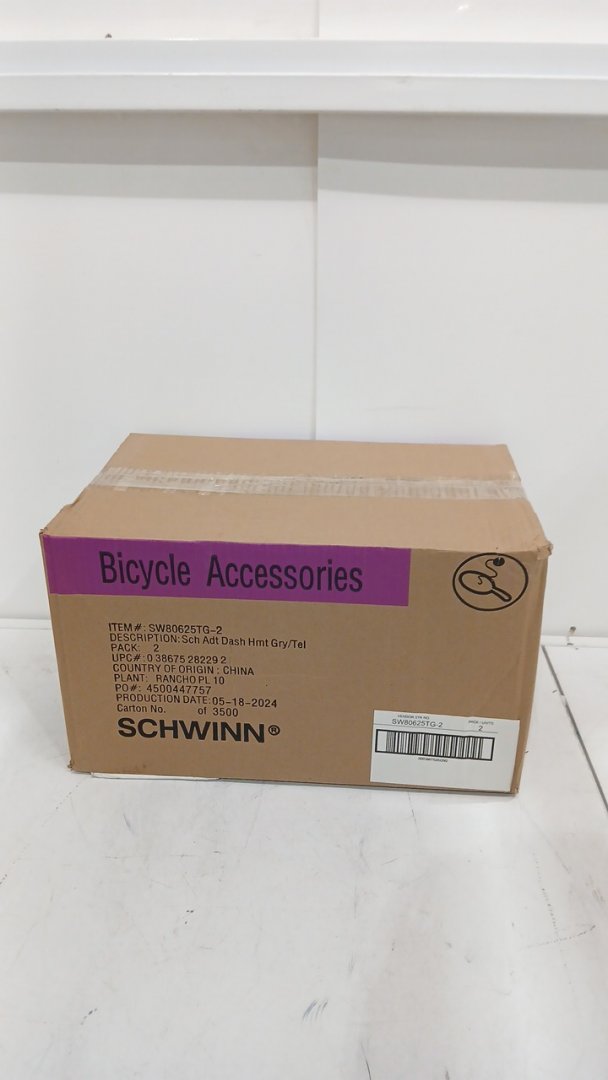 Bicycle Accessories
ITEM#: SW80625TG-2
DESCRIPTION: Sch Adt Dash Hmt Gry/Tel
PACK: 2
UPC#: 0 38675 28229 2
COUNTRY OF ORIGIN : CHINA
PLANT: RANCHO PL 10
PO#: 4500447757
PRODUCTION DATE: 05-18-2024
Carton No. of 3500
SCHWINN®
SW80625TG-2
2